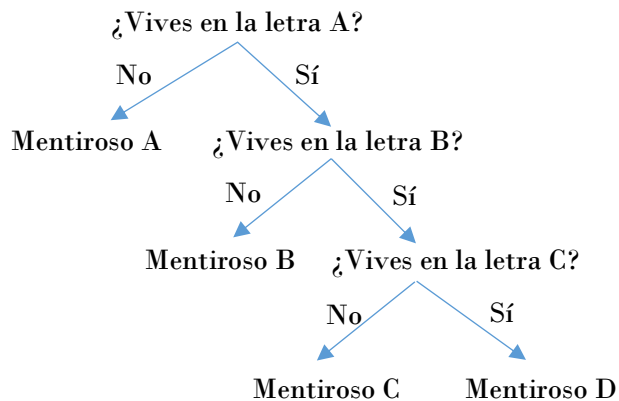 ¿Vives en la letra A?
No Sí
Mentiroso A ¿Vives en la letra B?
No Sí
Mentiroso B ¿Vives en la letra C?
No Sí
Mentiroso C Mentiroso D